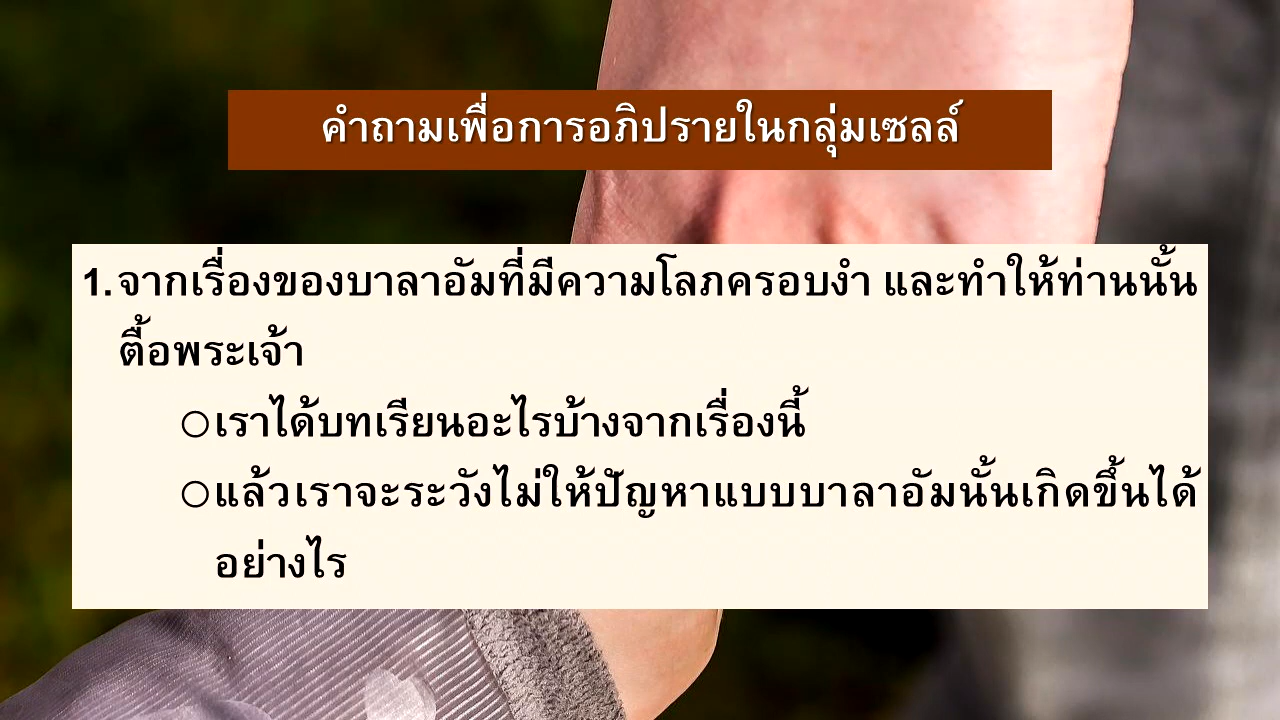 คำถามเพื่อการอภิปรายในกลุ่มเซลล์
1. จากเรื่องของบาลาอัมที่มีความโลภครอบงำ และทำให้ท่านนั้น
ดื้อพระเจ้า
○ เราได้บทเรียนอะไรบ้างจากเรื่องนี้
○ แล้วเราจะระวังไม่ให้ปัญหาแบบบาลาอัมนั้นเกิดขึ้นได้
อย่างไร